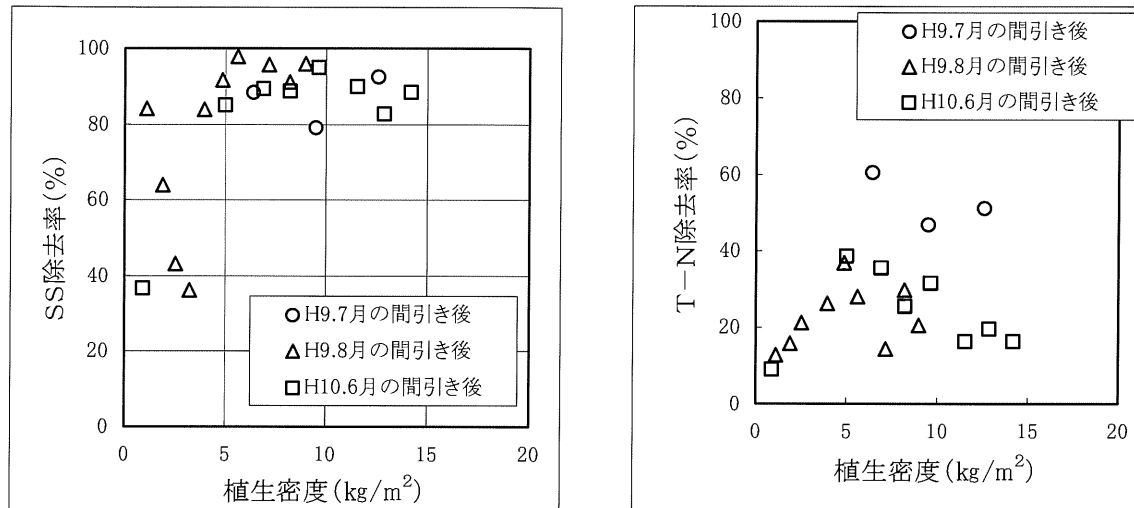 100
80
60
40
20
0
0 5 10 15 20
SS除去率(%)
植生密度(kg/m²)
○H9.7月の間引き後
△H9.8月の間引き後
□H10.6月の間引き後
100
80
60
40
20
0
0 5 10 15 20
T-N除去率(%)
植生密度(kg/m²)
○H9.7月の間引き後
△H9.8月の間引き後
□H10.6月の間引き後